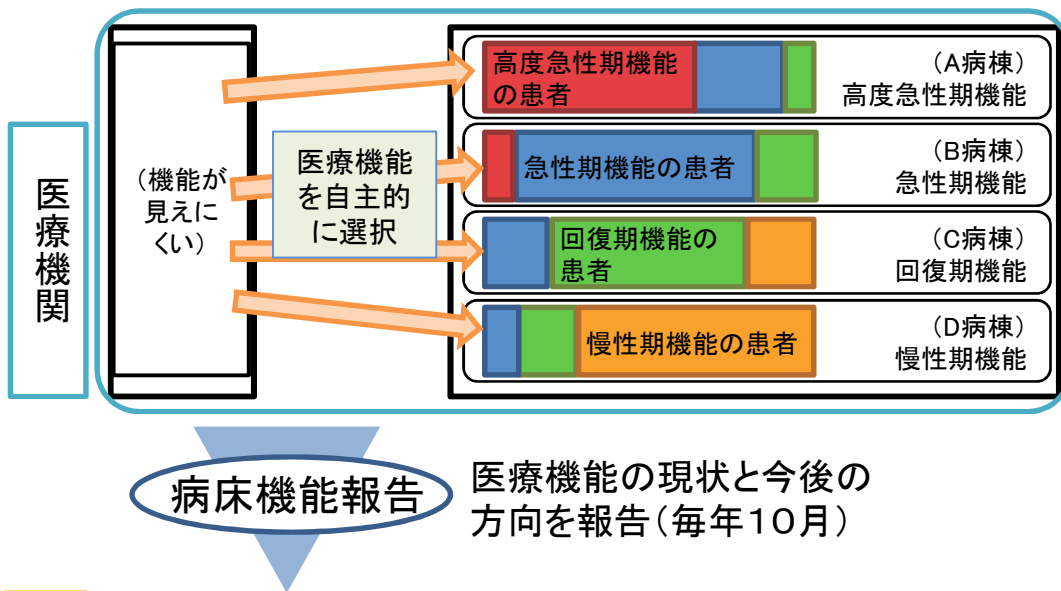 医療機関
（機能が
見えに
くい）
医療機能
を自主的
に選択
高度急性期機能
の患者
（A病棟）
高度急性期機能
急性期機能の患者
（B病棟）
急性期機能
回復期機能の
患者
（C病棟）
回復期機能
慢性期機能の患者
（D病棟）
慢性期機能
病床機能報告
医療機能の現状と今後の
方向を報告（毎年１０月）